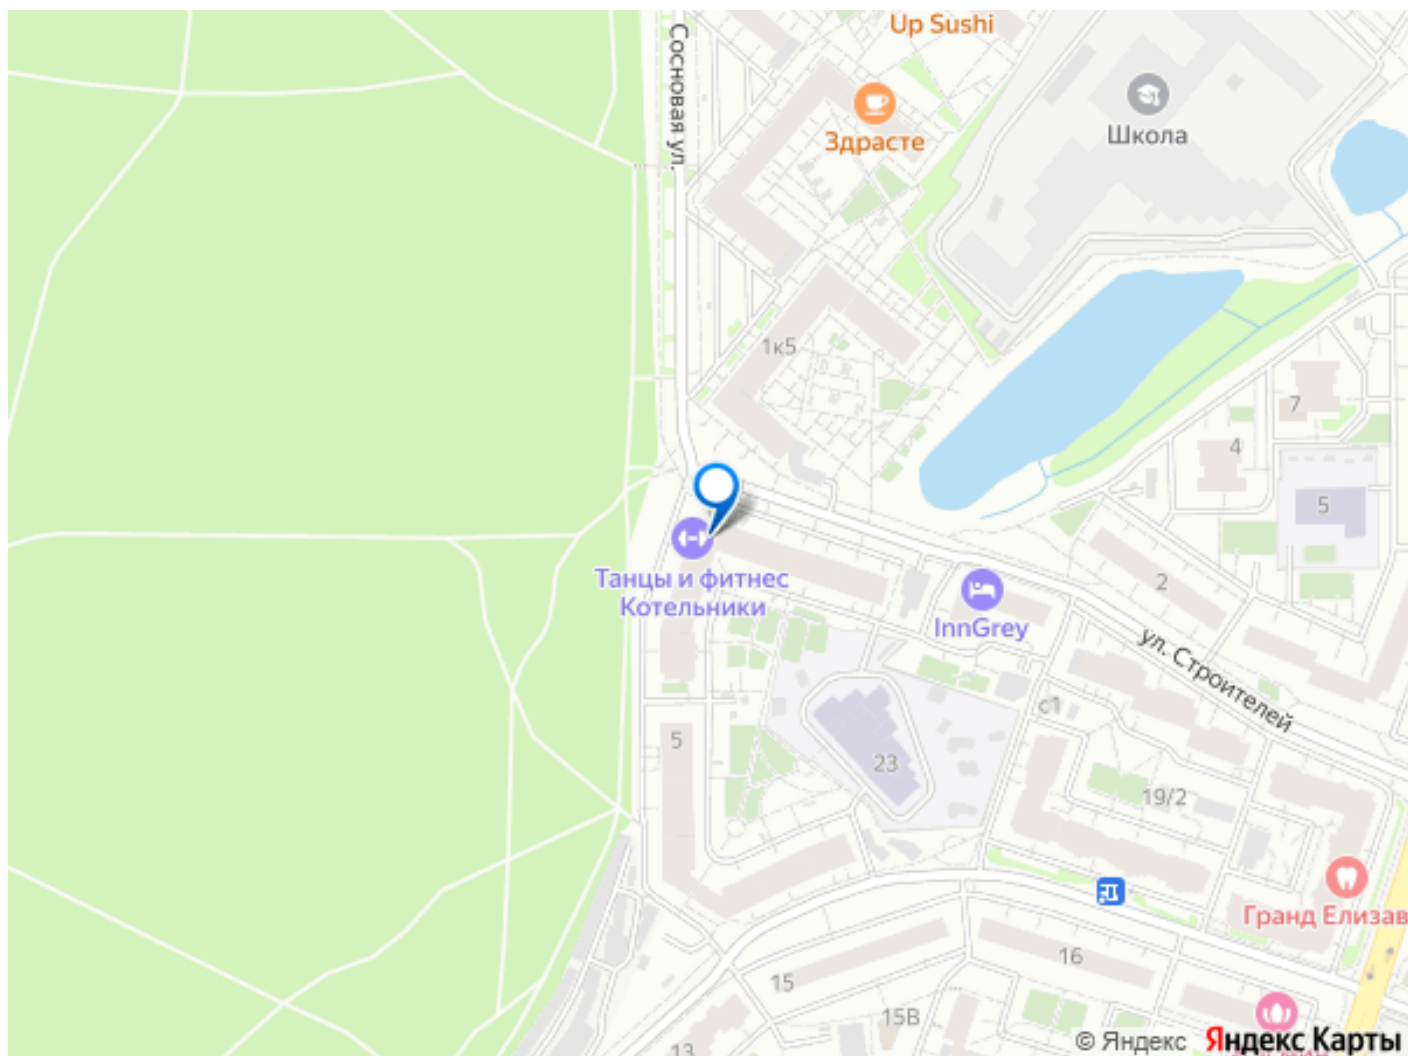 Up Sushi
Сосновая ул.
Здрасте
Школа
1к5
7
4
5
2
Танцы и фитнес
Котельники
InnGrey
ул. Строителей
с1
5
23
19/2
Гранд Елизав
16
15
15В
13
© Яндекс
Яндекс Карты